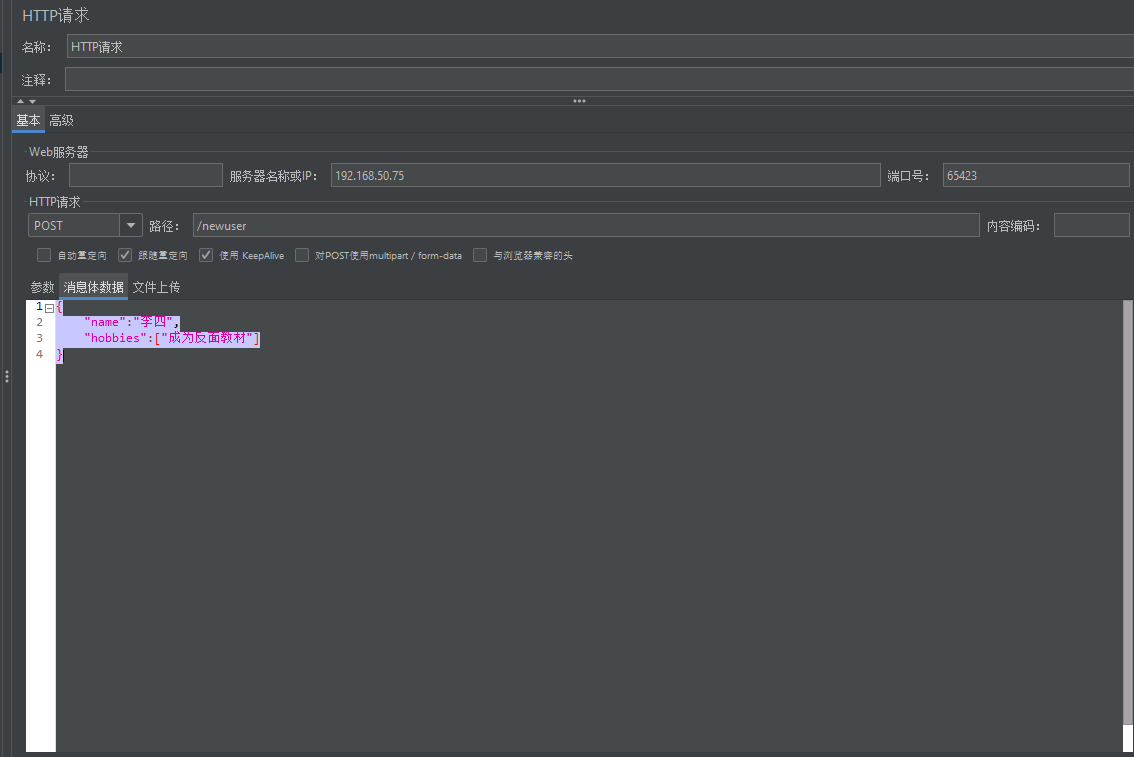 HTTP请求
名称： HTTP请求
注释：
基本 高级
Web服务器
协议： 服务器名称或IP： 192.168.50.75 端口号： 65423
HTTP请求
POST 路径： /newuser 内容编码：
自动重定向 跟随重定向 使用 KeepAlive 对POST使用multipart / form-data 与浏览器兼容的头
参数 消息体数据 文件上传
1 {
2 "name":"李四",
3 "hobbies":["成为反面教材"]
4 }